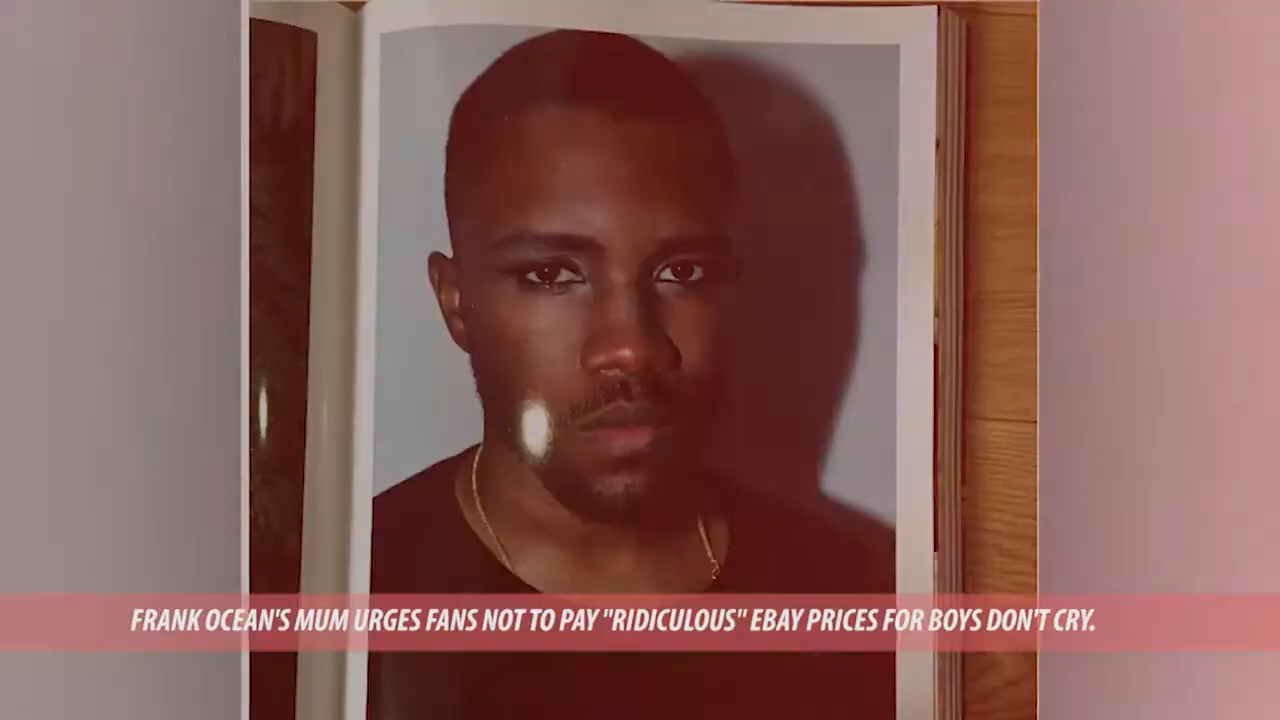 FRANK OCEAN'S MUM URGES FANS NOT TO PAY "RIDICULOUS" EBAY PRICES FOR BOYS DON'T CRY.